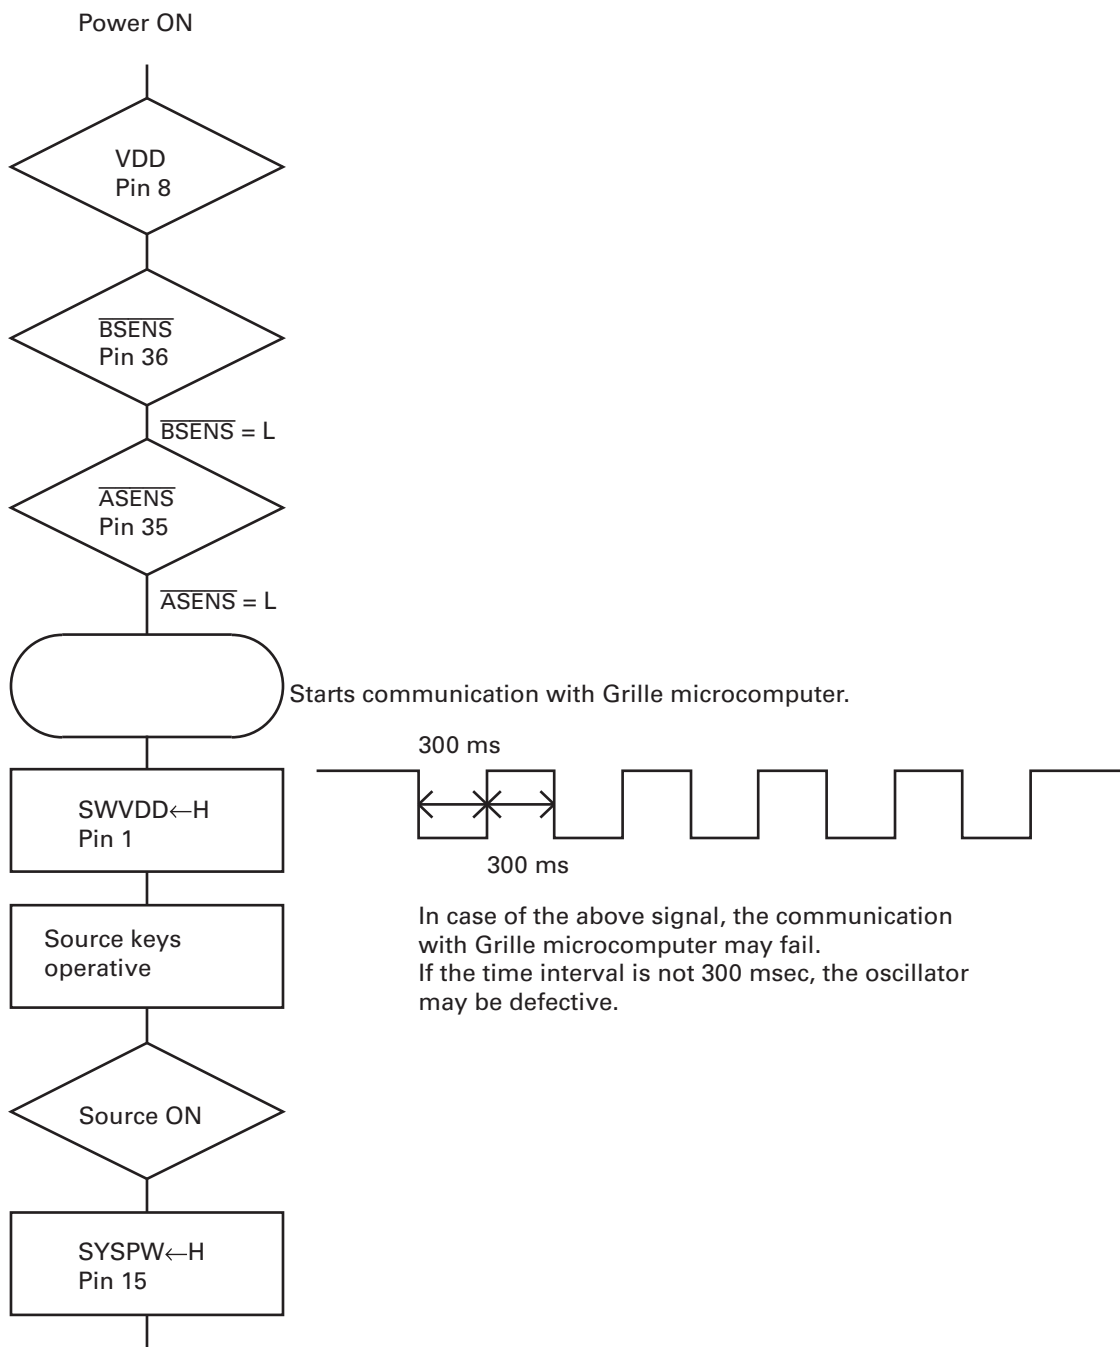 Power ON
VDD
Pin 8
BSENS
Pin 36
BSENS = L
ASENS
Pin 35
ASENS = L
Starts communication with Grille microcomputer.
300 ms
SWVDD←H
Pin 1
300 ms
In case of the above signal, the communication
with Grille microcomputer may fail.
If the time interval is not 300 msec, the oscillator
may be defective.
Source keys
operative
Source ON
SYSPW←H
Pin 15